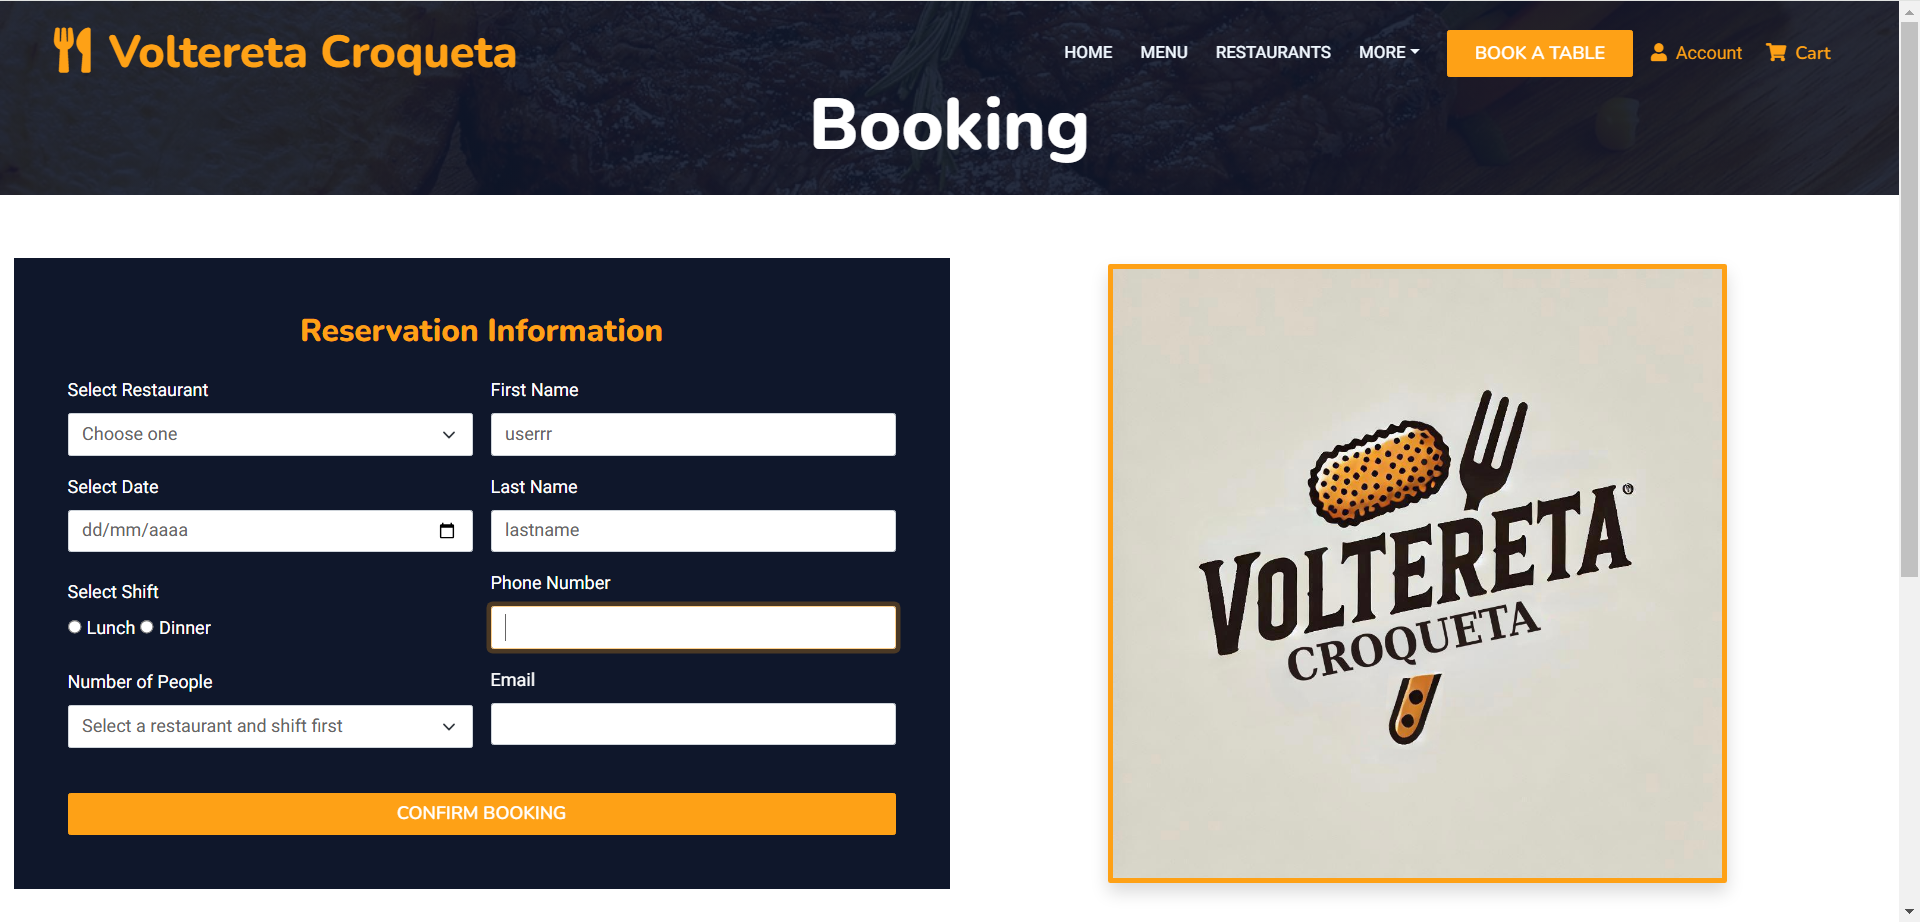 Voltereta Croqueta
HOME MENU RESTAURANTS MORE BOOK A TABLE Account Cart
Booking
Reservation Information
Select Restaurant
Choose one
Select Date
dd/mm/aaaa
Select Shift
Lunch Dinner
Number of People
Select a restaurant and shift first
First Name
userrr
Last Name
lastname
Phone Number
Email
CONFIRM BOOKING
VOLTERETA
CROQUETA